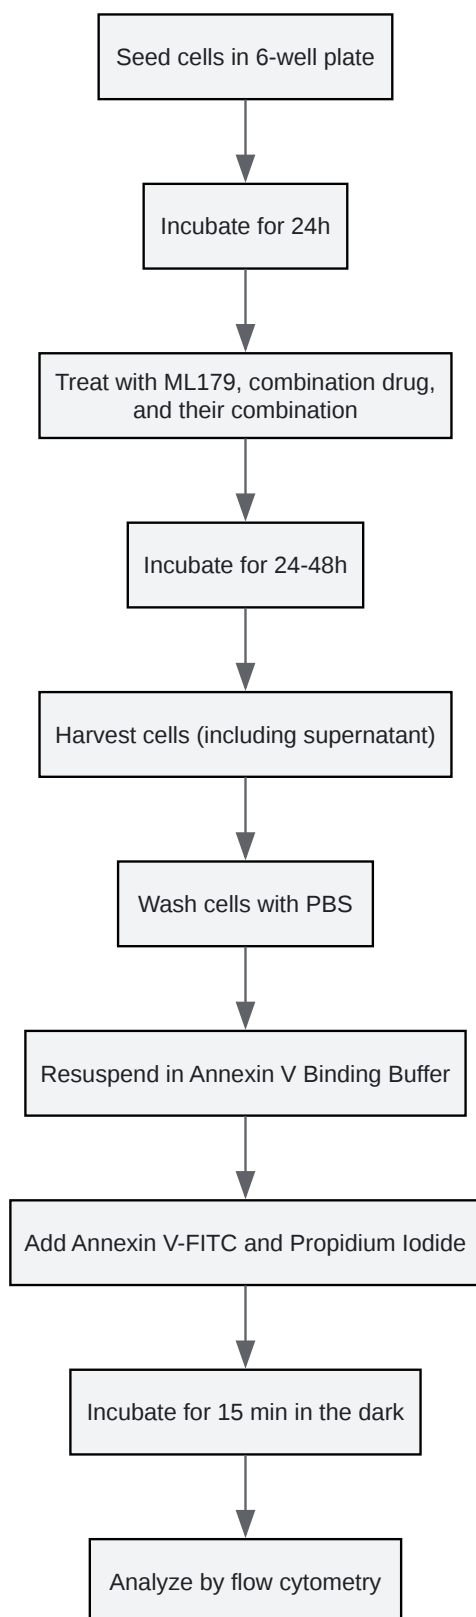 Seed cells in 6-well plate
Incubate for 24h
Treat with ML179, combination drug,
and their combination
Incubate for 24-48h
Harvest cells (including supernatant)
Wash cells with PBS
Resuspend in Annexin V Binding Buffer
Add Annexin V-FITC and Propidium Iodide
Incubate for 15 min in the dark
Analyze by flow cytometry